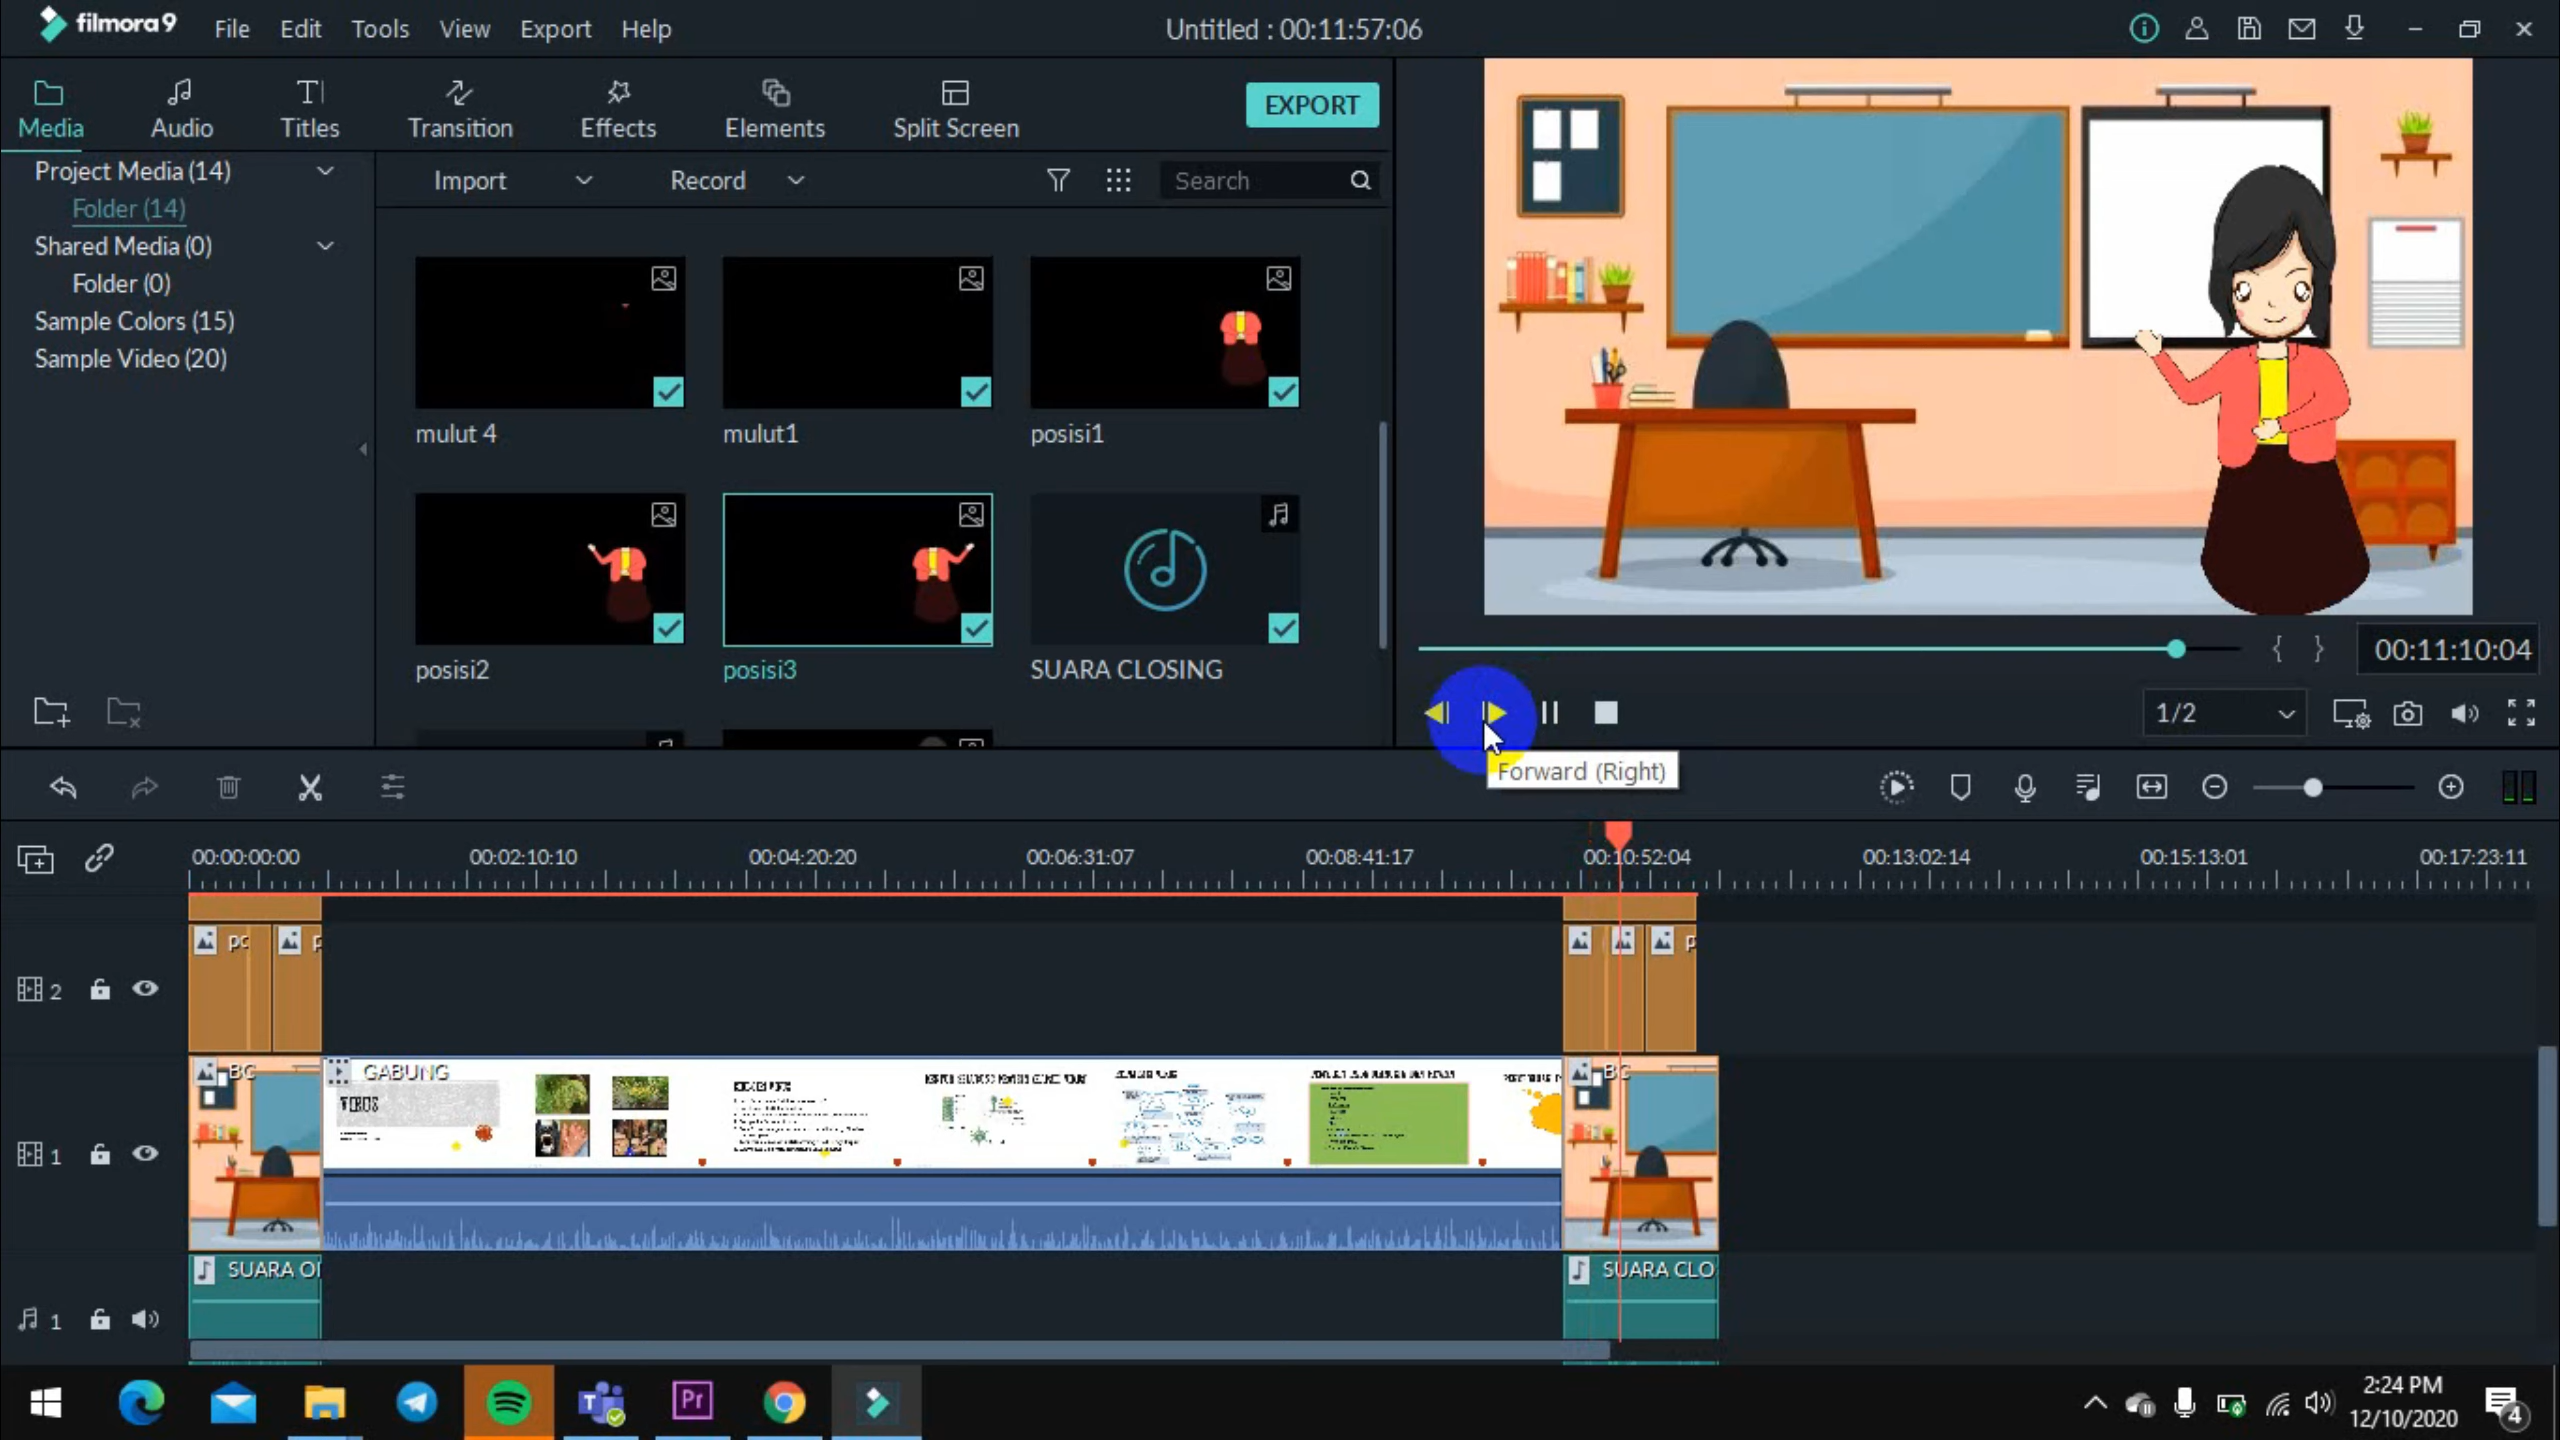 filmora9 File Edit Tools View Export Help Untitled : 00:11:57:06
Media Audio Titles Transition Effects Elements Split Screen EXPORT
Project Media (14)
Folder (14)
Shared Media (0)
Folder (0)
Sample Colors (15)
Sample Video (20)
Import Record Search
mulut 4 mulut1 posisi1
posisi2 posisi3 SUARA CLOSING
00:11:10:04
1/2
Forward (Right)
00:00:00:00 00:02:10:10 00:04:20:20 00:06:31:07 00:08:41:17 00:10:52:04 00:13:02:14 00:15:13:01 00:17:23:11
2
BC GABUNG BC
VIRUS
1
SUARA CLO
1
Pr
2:24 PM
12/10/2020
4